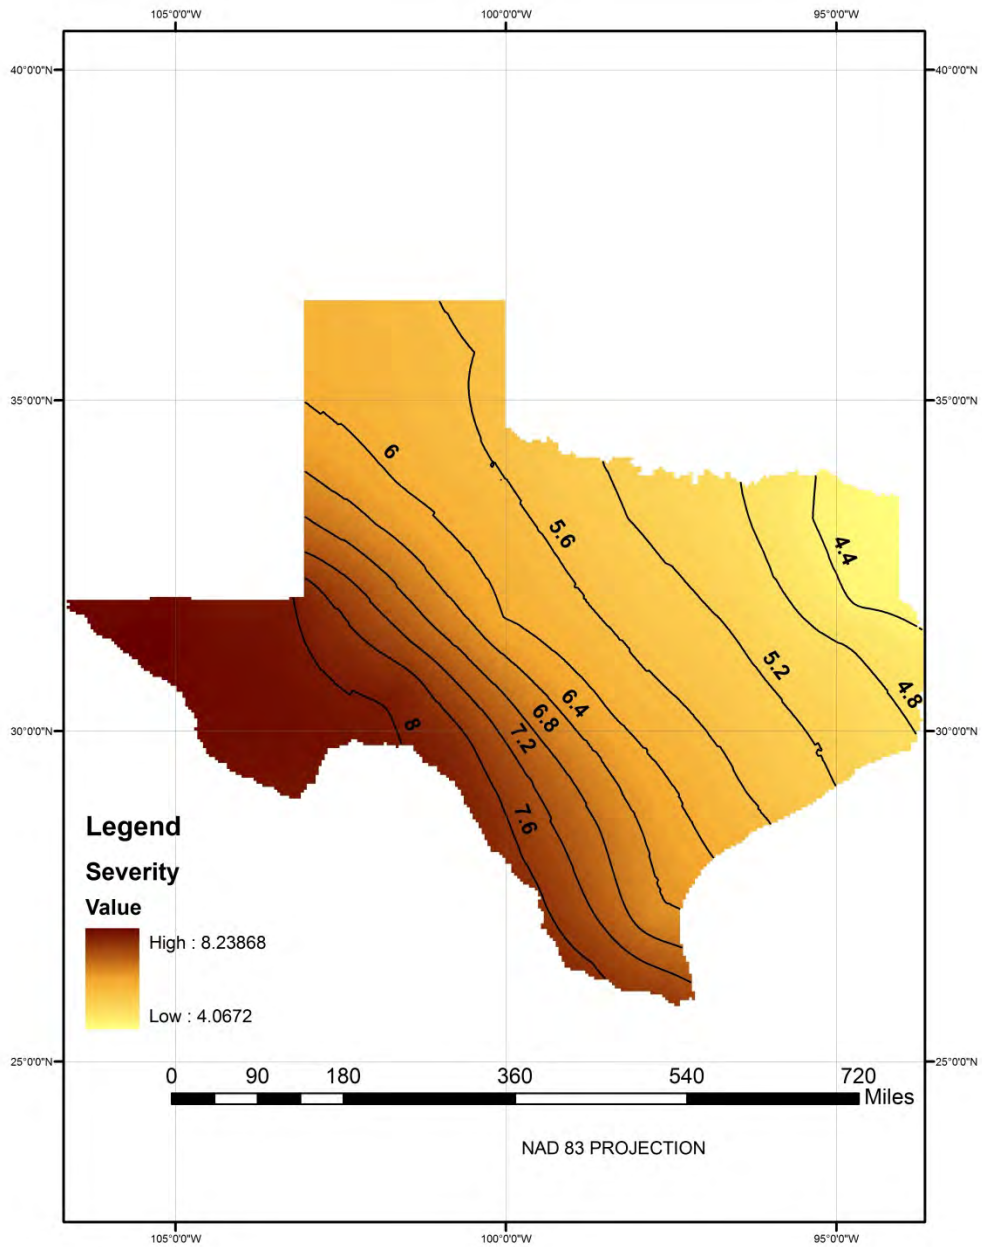 105°0'0"W 100°0'0"W 95°0'0"W
40°0'0"N 40°0'0"N
35°0'0"N 35°0'0"N
6
5.6
4.4
5.2
4.8
6.4
6.8
7.2
8
30°0'0"N 30°0'0"N
7.6
Legend
Severity
Value
High : 8.23868
Low : 4.0672
25°0'0"N 25°0'0"N
0 90 180 360 540 720
Miles
NAD 83 PROJECTION
105°0'0"W 100°0'0"W 95°0'0"W